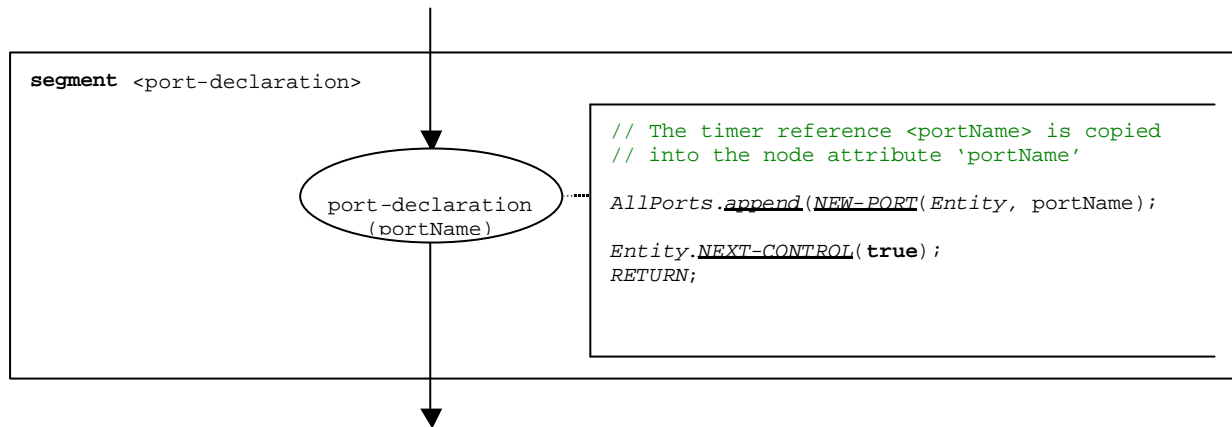 segment <port-declaration>
// The timer reference <portName> is copied
// into the node attribute ‘portName’
AllPorts.append(NEW-PORT(Entity, portName);
Entity.NEXT-CONTROL(true);
RETURN;
port-declaration
(portName)